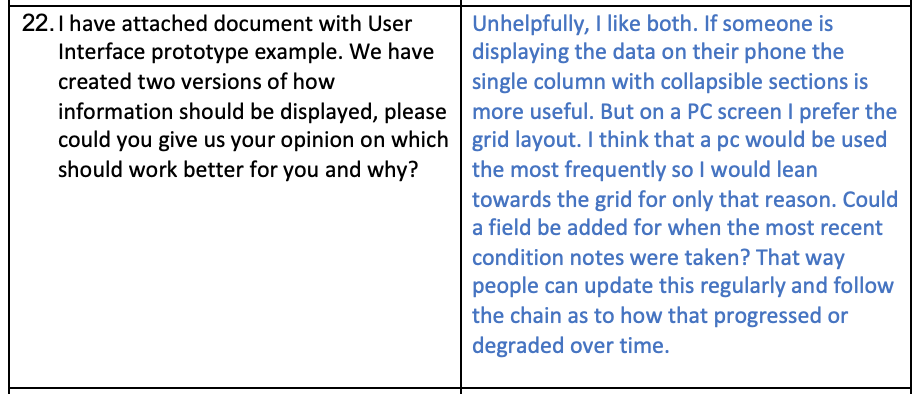 22. I have attached document with User
Interface prototype example. We have
created two versions of how
information should be displayed, please
could you give us your opinion on which
should work better for you and why?
Unhelpfully, I like both. If someone is
displaying the data on their phone the
single column with collapsible sections is
more useful. But on a PC screen I prefer the
grid layout. I think that a pc would be used
the most frequently so I would lean
towards the grid for only that reason. Could
a field be added for when the most recent
condition notes were taken? That way
people can update this regularly and follow
the chain as to how that progressed or
degraded over time.